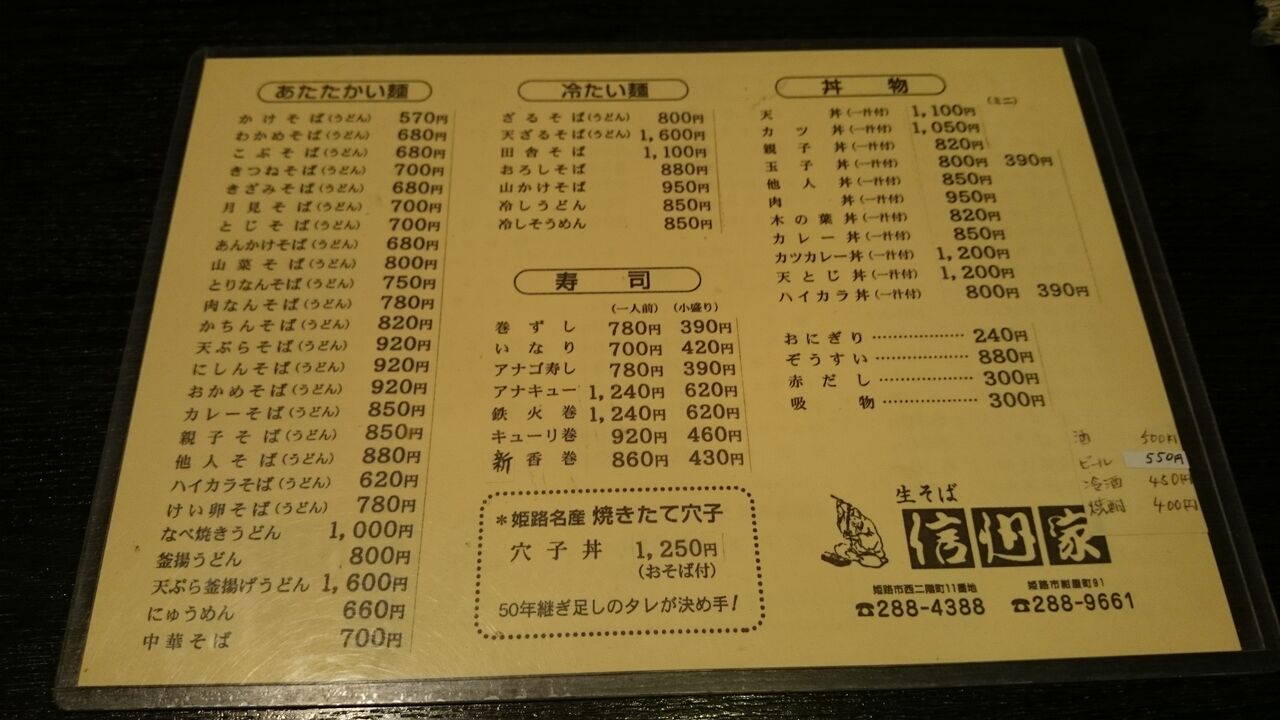 あたたかい麺
かけそば(うどん) 570円
わかめそば(うどん) 680円
こぶそば(うどん) 680円
きつねそば(うどん) 700円
きざみそば(うどん) 680円
月見そば(うどん) 700円
とじそば(うどん) 700円
あんかけそば(うどん) 680円
山菜そば(うどん) 800円
とりなんそば(うどん) 750円
肉なんそば(うどん) 780円
かちんそば(うどん) 820円
天ぷらそば(うどん) 920円
にしんそば(うどん) 920円
おかめそば(うどん) 920円
カレーそば(うどん) 850円
親子そば(うどん) 850円
他人そば(うどん) 880円
ハイカラそば(うどん) 620円
けい卵そば(うどん) 780円
なべ焼きうどん 1,000円
釜揚うどん 800円
天ぷら釜揚げうどん 1,600円
にゅうめん 660円
中華そば 700円
冷たい麺
ざるそば(うどん) 800円
天ざるそば(うどん) 1,600円
田舎そば 1,100円
おろしそば 880円
山かけそば 950円
冷しうどん 850円
冷しそうめん 850円
寿司
(一人前) (小盛り)
巻ずし 780円 390円
いなり 700円 420円
アナゴ寿し 780円 390円
アナキュー 1,240円 620円
鉄火巻 1,240円 620円
キューリ巻 920円 460円
新香巻 860円 430円
*姫路名産 焼きたて穴子
穴子丼 1,250円
(おそば付)
50年継ぎ足しのタレが決め手!
丼物
(ミニ)
天丼(一汁付) 1,100円
カツ丼(一汁付) 1,050円
親子丼(一汁付) 820円
玉子丼(一汁付) 800円 390円
他人丼(一汁付) 850円
肉丼(一汁付) 950円
木の葉丼(一汁付) 820円
カレー丼(一汁付) 850円
カツカレー丼(一汁付) 1,200円
天とじ丼(一汁付) 1,200円
ハイカラ丼(一汁付) 800円 390円
おにぎり………………240円
ぞうすい………………880円
赤だし………………300円
吸物………………300円
酒 500円
ビール 550円
冷酒 450円
焼酎 400円
生そば
信州家
姫路市西二階町11番地
☎288-4388
姫路市紺屋町91
☎288-9661